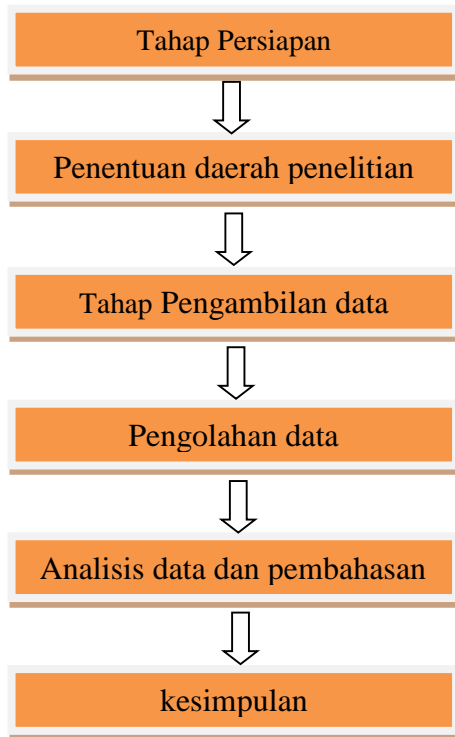 Tahap Persiapan
Penentuan daerah penelitian
Tahap Pengambilan data
Pengolahan data
Analisis data dan pembahasan
kesimpulan